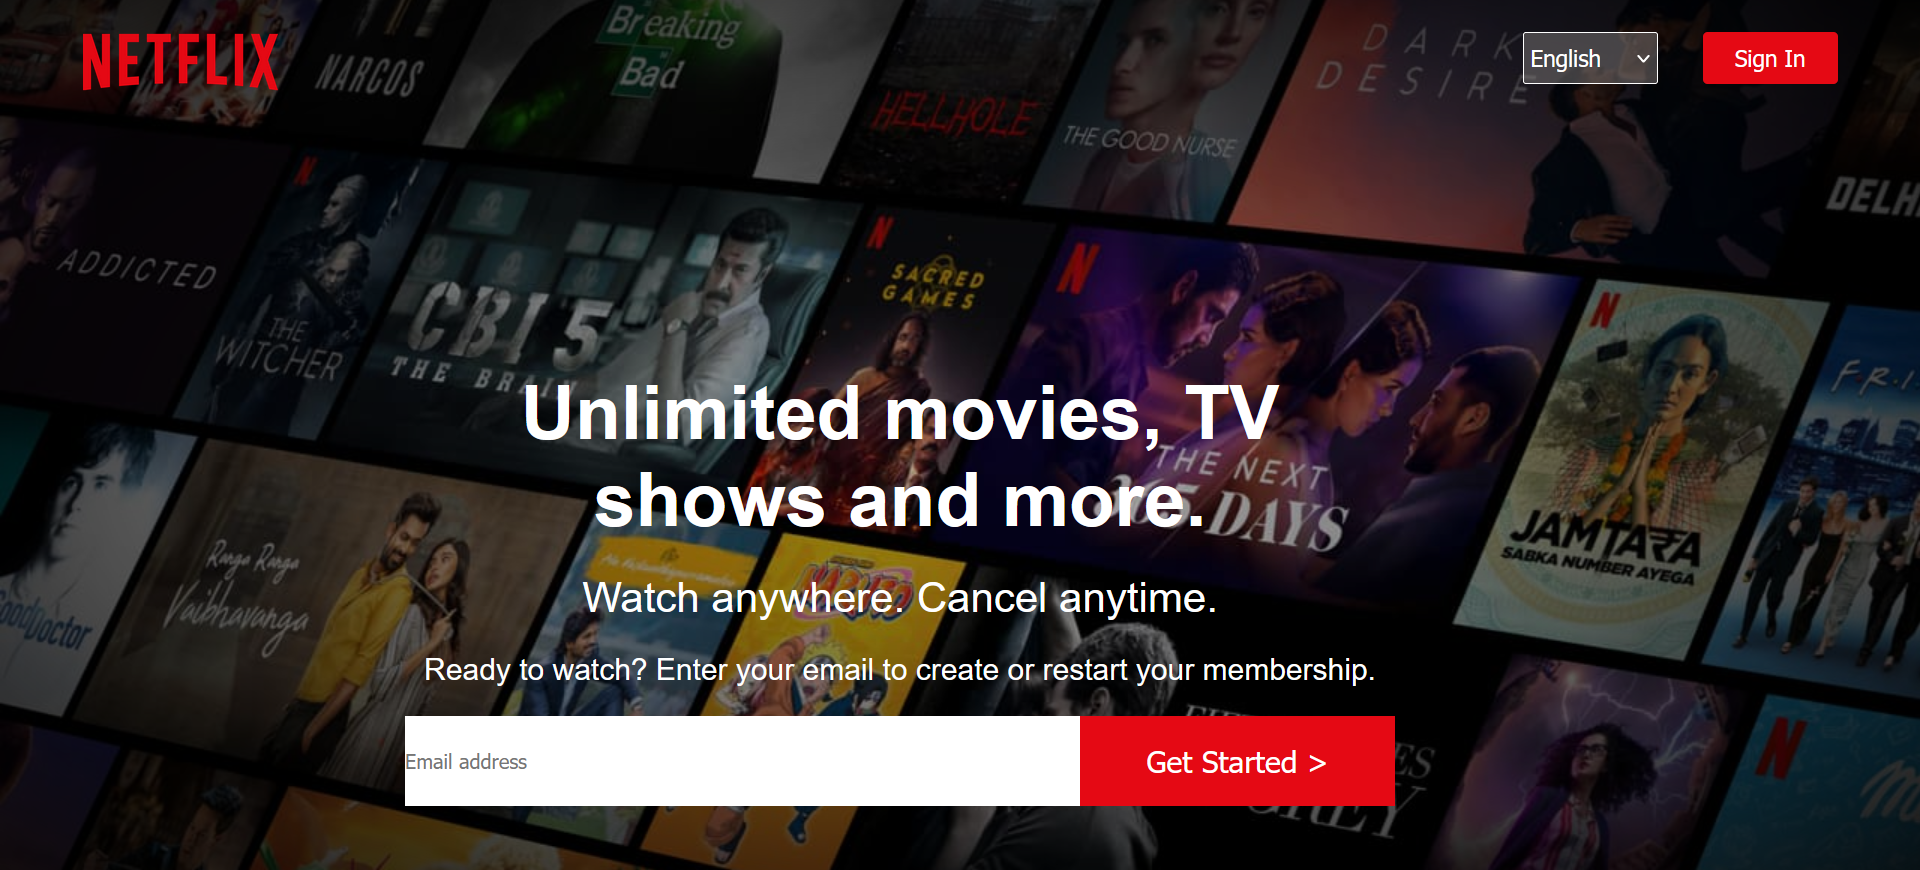 NETFLIX
English
Sign In
NARCOS
Breaking
Bad
HELLHOLE
THE GOOD NURSE
DARK
DESIRE
ADDICTED
THE
WITCHER
CBI 5
THE BRAIN
N
SACRED
GAMES
N
N
N
THE NEXT
365 DAYS
JAMTARA
SABKA NUMBER AYEGA
F.R.I.
Unlimited movies, TV
shows and more.
Watch anywhere. Cancel anytime.
Ready to watch? Enter your email to create or restart your membership.
Email address
Get Started >
Good Doctor
Ranga Ranga
Vaibhavanga
NARUTO
GREY
N